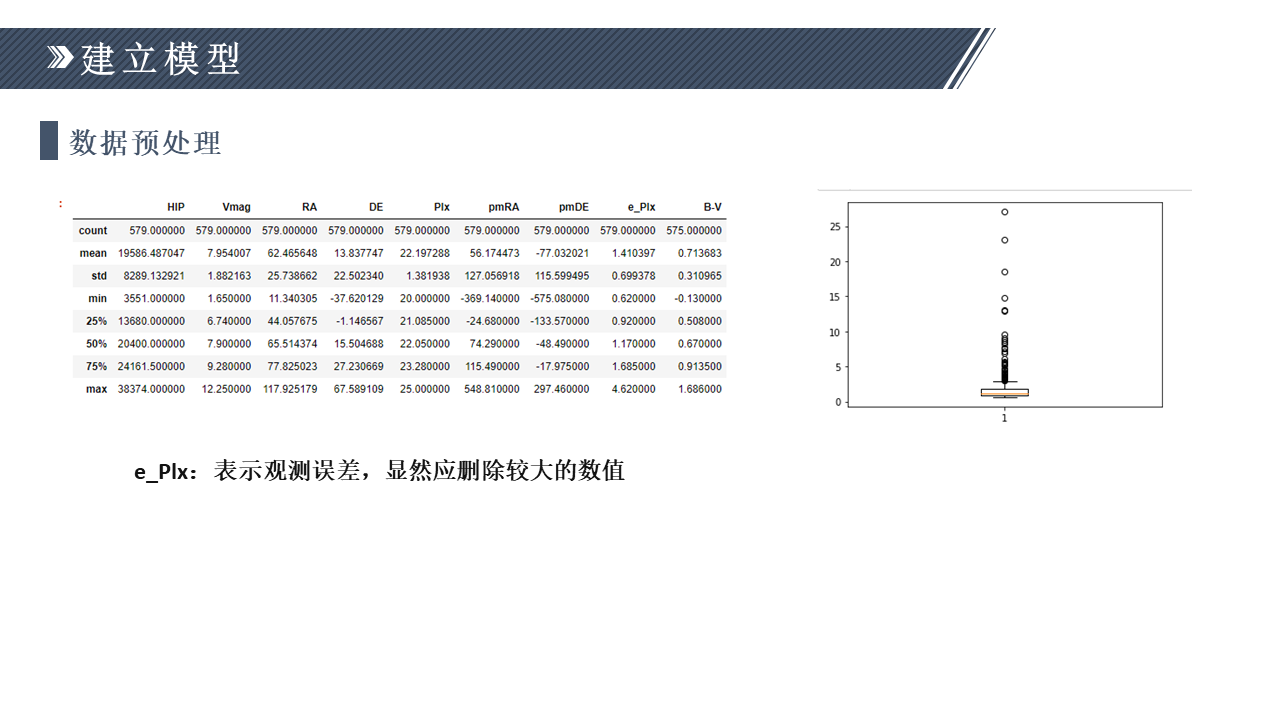 建立模型
数据预处理
:
HIP Vmag RA DE Plx pmRA pmDE e_Plx B-V
count 579.000000 579.000000 579.000000 579.000000 579.000000 579.000000 579.000000 579.000000 575.000000
mean 19586.487047 7.954007 62.465648 13.837747 22.197288 56.174473 -77.032021 1.410397 0.713683
std 8289.132921 1.882163 25.738662 22.502340 1.381938 127.056918 115.599495 0.699378 0.310965
min 3551.000000 1.650000 11.340305 -37.620129 20.000000 -369.140000 -575.080000 0.620000 -0.130000
25% 13680.000000 6.740000 44.057675 -1.146567 21.085000 -24.680000 -133.570000 0.920000 0.508000
50% 20400.000000 7.900000 65.514374 15.504688 22.050000 74.290000 -48.490000 1.170000 0.670000
75% 24161.500000 9.280000 77.825023 27.230669 23.280000 115.490000 -17.975000 1.685000 0.913500
max 38374.000000 12.250000 117.925179 67.589109 25.000000 548.810000 297.460000 4.620000 1.686000
25
20
15
10
5
0
1
e_Plx：表示观测误差，显然应删除较大的数值